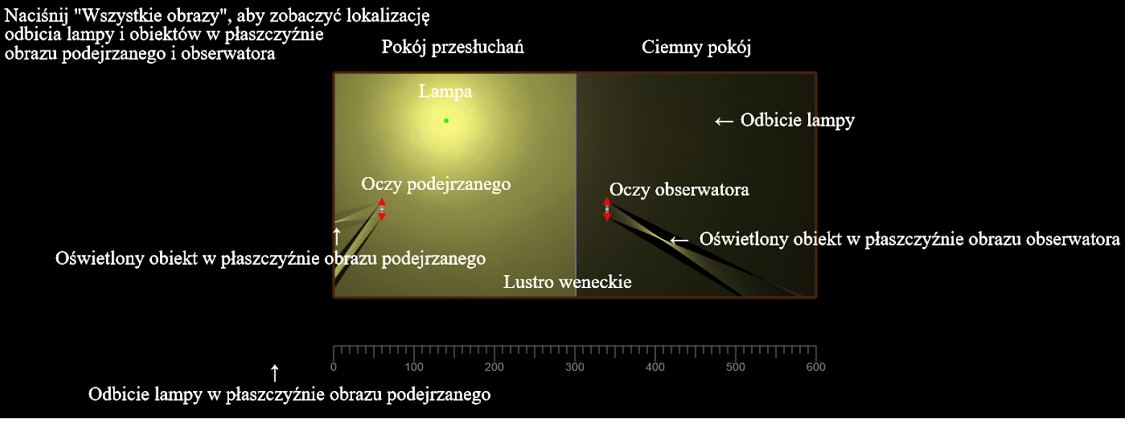 Naciśnij "Wszystkie obrazy", aby zobaczyć lokalizację
odbicia lampy i obiektów w płaszczyźnie
obrazu podejrzanego i obserwatora
Pokój przesłuchań
Ciemny pokój
Lampa
← Odbicie lampy
Oczy podejrzanego
Oczy obserwatora
← Oświetlony obiekt w płaszczyźnie obrazu obserwatora
↑
Oświetlony obiekt w płaszczyźnie obrazu podejrzanego
Lustro weneckie
0 100 200 300 400 500 600
↑
Odbicie lampy w płaszczyźnie obrazu podejrzanego